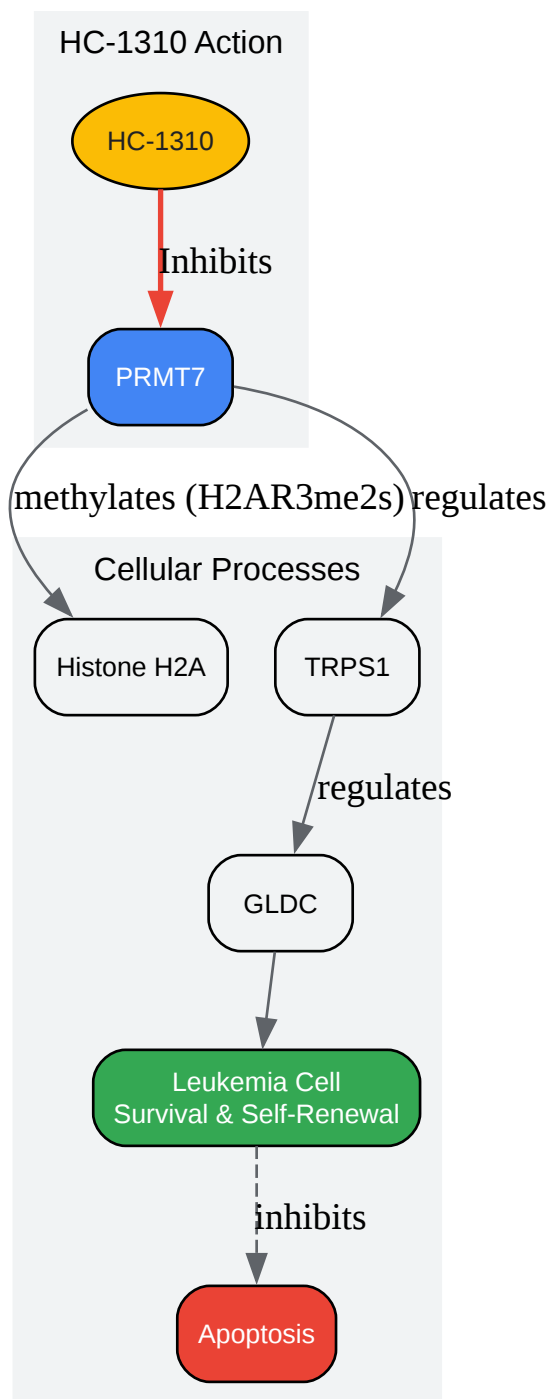 HC-1310 Action
HC-1310
Inhibits
PRMT7
methylates (H2AR3me2s)
regulates
Cellular Processes
Histone H2A
TRPS1
regulates
GLDC
Leukemia Cell
Survival & Self-Renewal
inhibits
Apoptosis